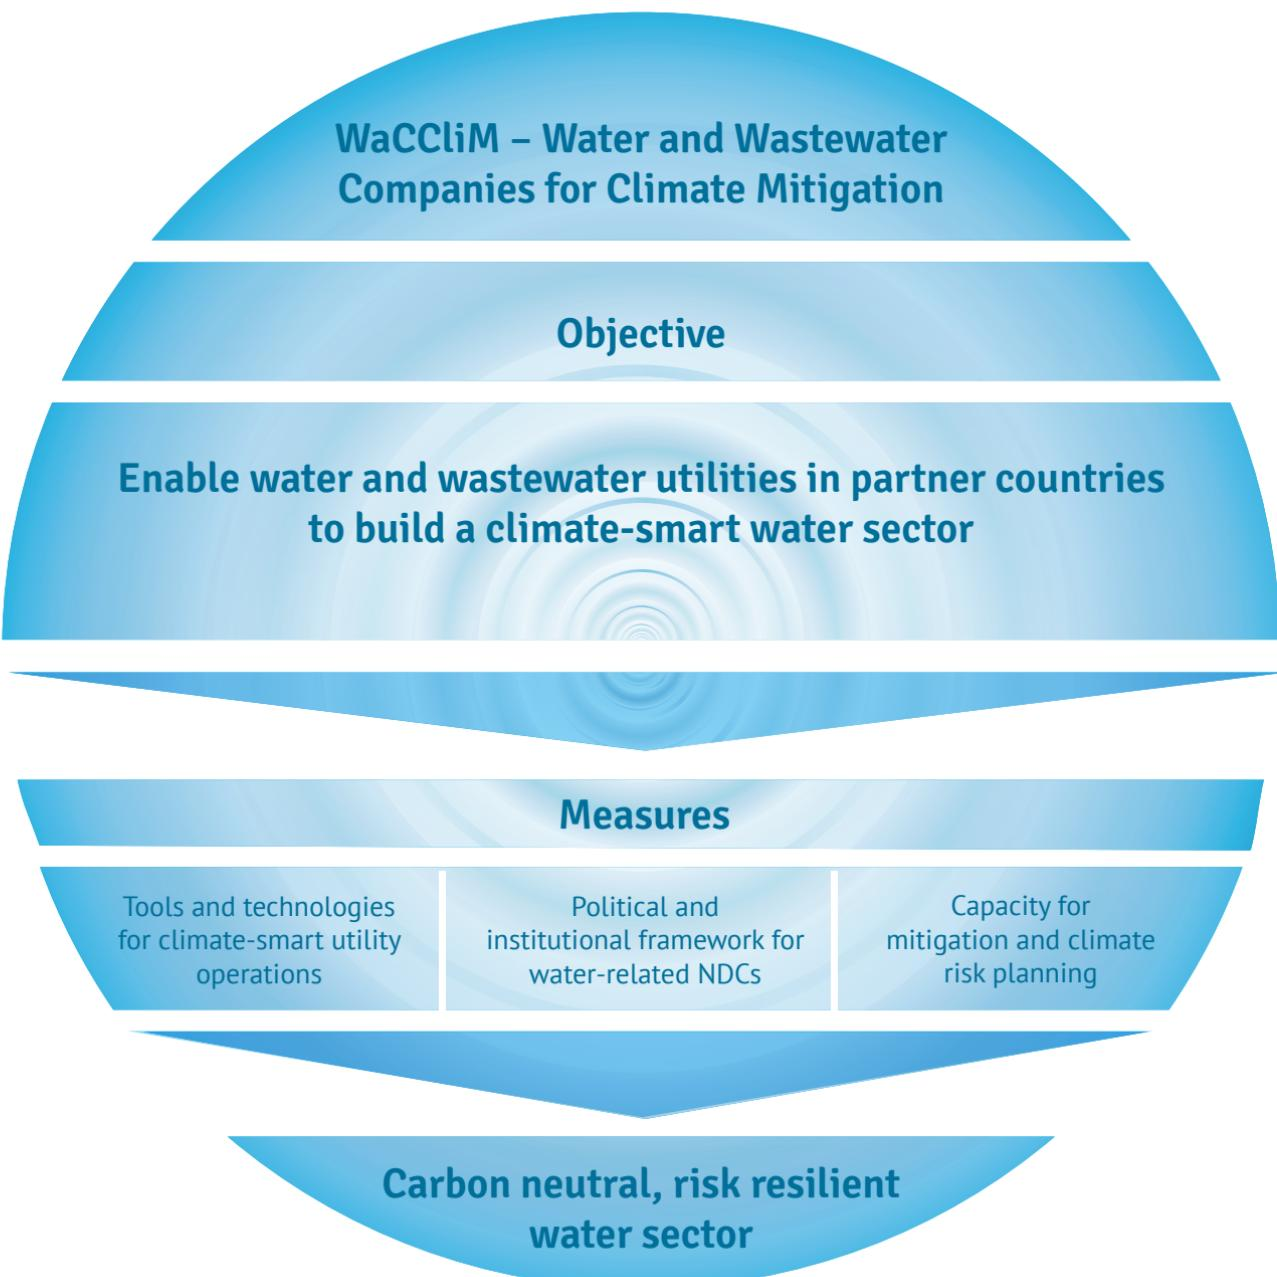 WaCCliM – Water and Wastewater
Companies for Climate Mitigation
Objective
Enable water and wastewater utilities in partner countries
to build a climate-smart water sector
Measures
Tools and technologies
for climate-smart utility
operations
Political and
institutional framework for
water-related NDCs
Capacity for
mitigation and climate
risk planning
Carbon neutral, risk resilient
water sector